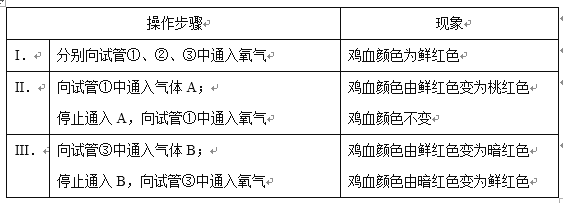 操作步骤
现象
I．
分别向试管①、②、③中通入氧气
鸡血颜色为鲜红色
II．
向试管①中通入气体 A；
鸡血颜色由鲜红色变为桃红色
停止通入 A，向试管①中通入氧气
鸡血颜色不变
III．
向试管③中通入气体 B；
鸡血颜色由鲜红色变为暗红色
停止通入 B，向试管③中通入氧气
鸡血颜色由暗红色变为鲜红色